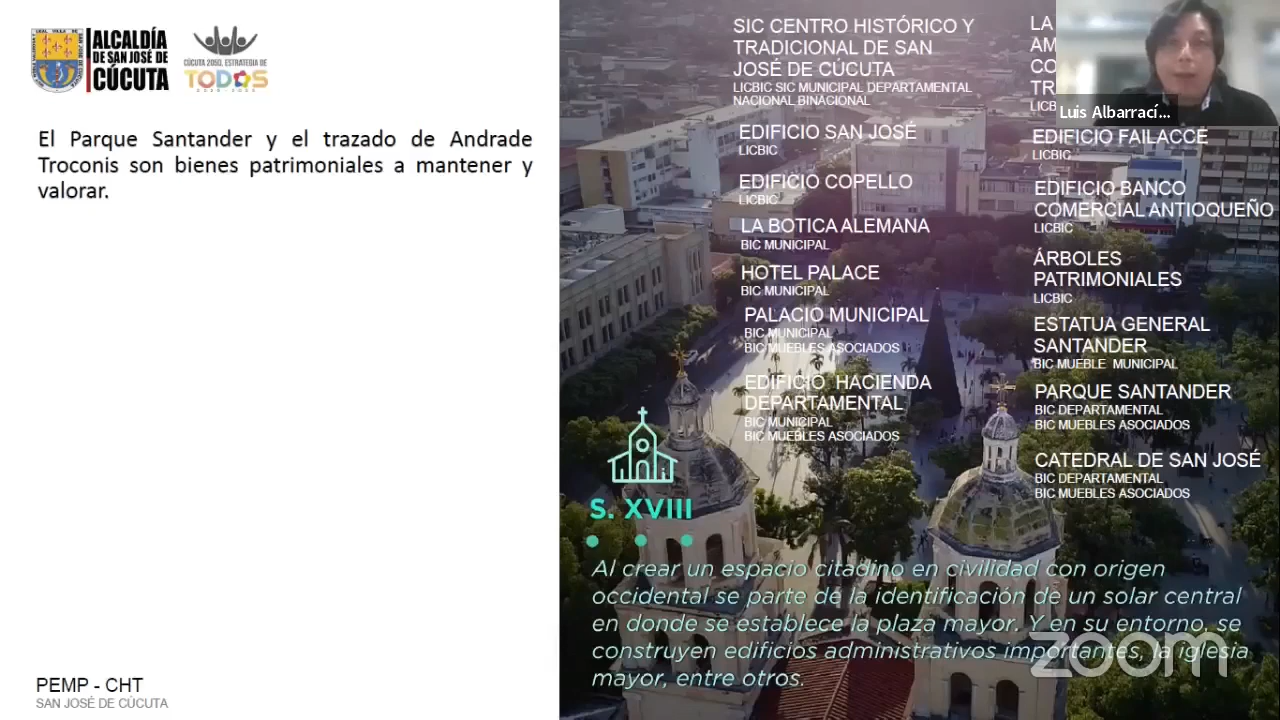 ALCALDÍA
DE SAN JOSÉ DE
CÚCUTA
CÚCUTA 2050, ESTRATEGIA DE
TODOS
El Parque Santander y el trazado de Andrade
Troconis son bienes patrimoniales a mantener y
valorar.
PEMP - CHT
SAN JOSÉ DE CÚCUTA
SIC CENTRO HISTÓRICO Y
TRADICIONAL DE SAN
JOSÉ DE CÚCUTA
LICBIC SIC MUNICIPAL DEPARTAMENTAL
NACIONAL BINACIONAL
EDIFICIO SAN JOSÉ
LICBIC
EDIFICIO COPELLO
LICBIC
LA BOTICA ALEMANA
BIC MUNICIPAL
HOTEL PALACE
BIC MUNICIPAL
PALACIO MUNICIPAL
BIC MUNICIPAL
BIC MUEBLES ASOCIADOS
EDIFICIO HACIENDA
DEPARTAMENTAL
BIC MUNICIPAL
BIC MUEBLES ASOCIADOS
LA
Luis Albarrací...
EDIFICIO FAILACCE
LICBIC
EDIFICIO BANCO
COMERCIAL ANTIOQUEÑO
LICBIC
ÁRBOLES
PATRIMONIALES
LICBIC
ESTATUA GENERAL
SANTANDER
BIC MUEBLE MUNICIPAL
PARQUE SANTANDER
BIC DEPARTAMENTAL
BIC MUEBLES ASOCIADOS
CATEDRAL DE SAN JOSÉ
BIC DEPARTAMENTAL
BIC MUEBLES ASOCIADOS
S. XVIII
Al crear un espacio citadino en civilidad con origen
occidental se parte de la identificación de un solar central
en donde se establece la plaza mayor. Y en su entorno, se
construyen edificios administrativos importantes, la iglesia
mayor, entre otros.
zoom